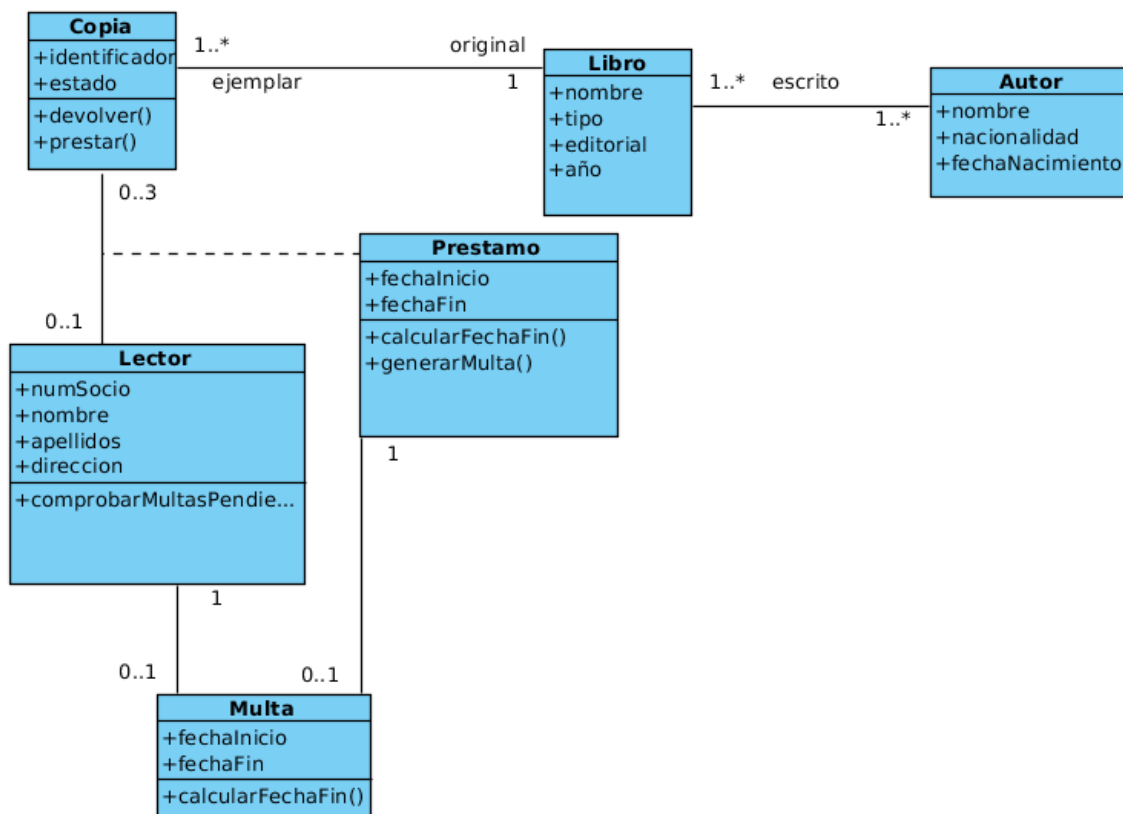 Copia
+identificador
+estado
+devolver()
+prestar()
1..*
ejemplar
original
1
Libro
+nombre
+tipo
+editorial
+año
1..*
escrito
1..*
Autor
+nombre
+nacionalidad
+fechaNacimiento
0..3
0..1
Prestamo
+fechaInicio
+fechaFin
+calcularFechaFin()
+generarMulta()
1
Lector
+numSocio
+nombre
+apellidos
+direccion
+comprobarMultasPendie...
1
0..1
0..1
Multa
+fechaInicio
+fechaFin
+calcularFechaFin()